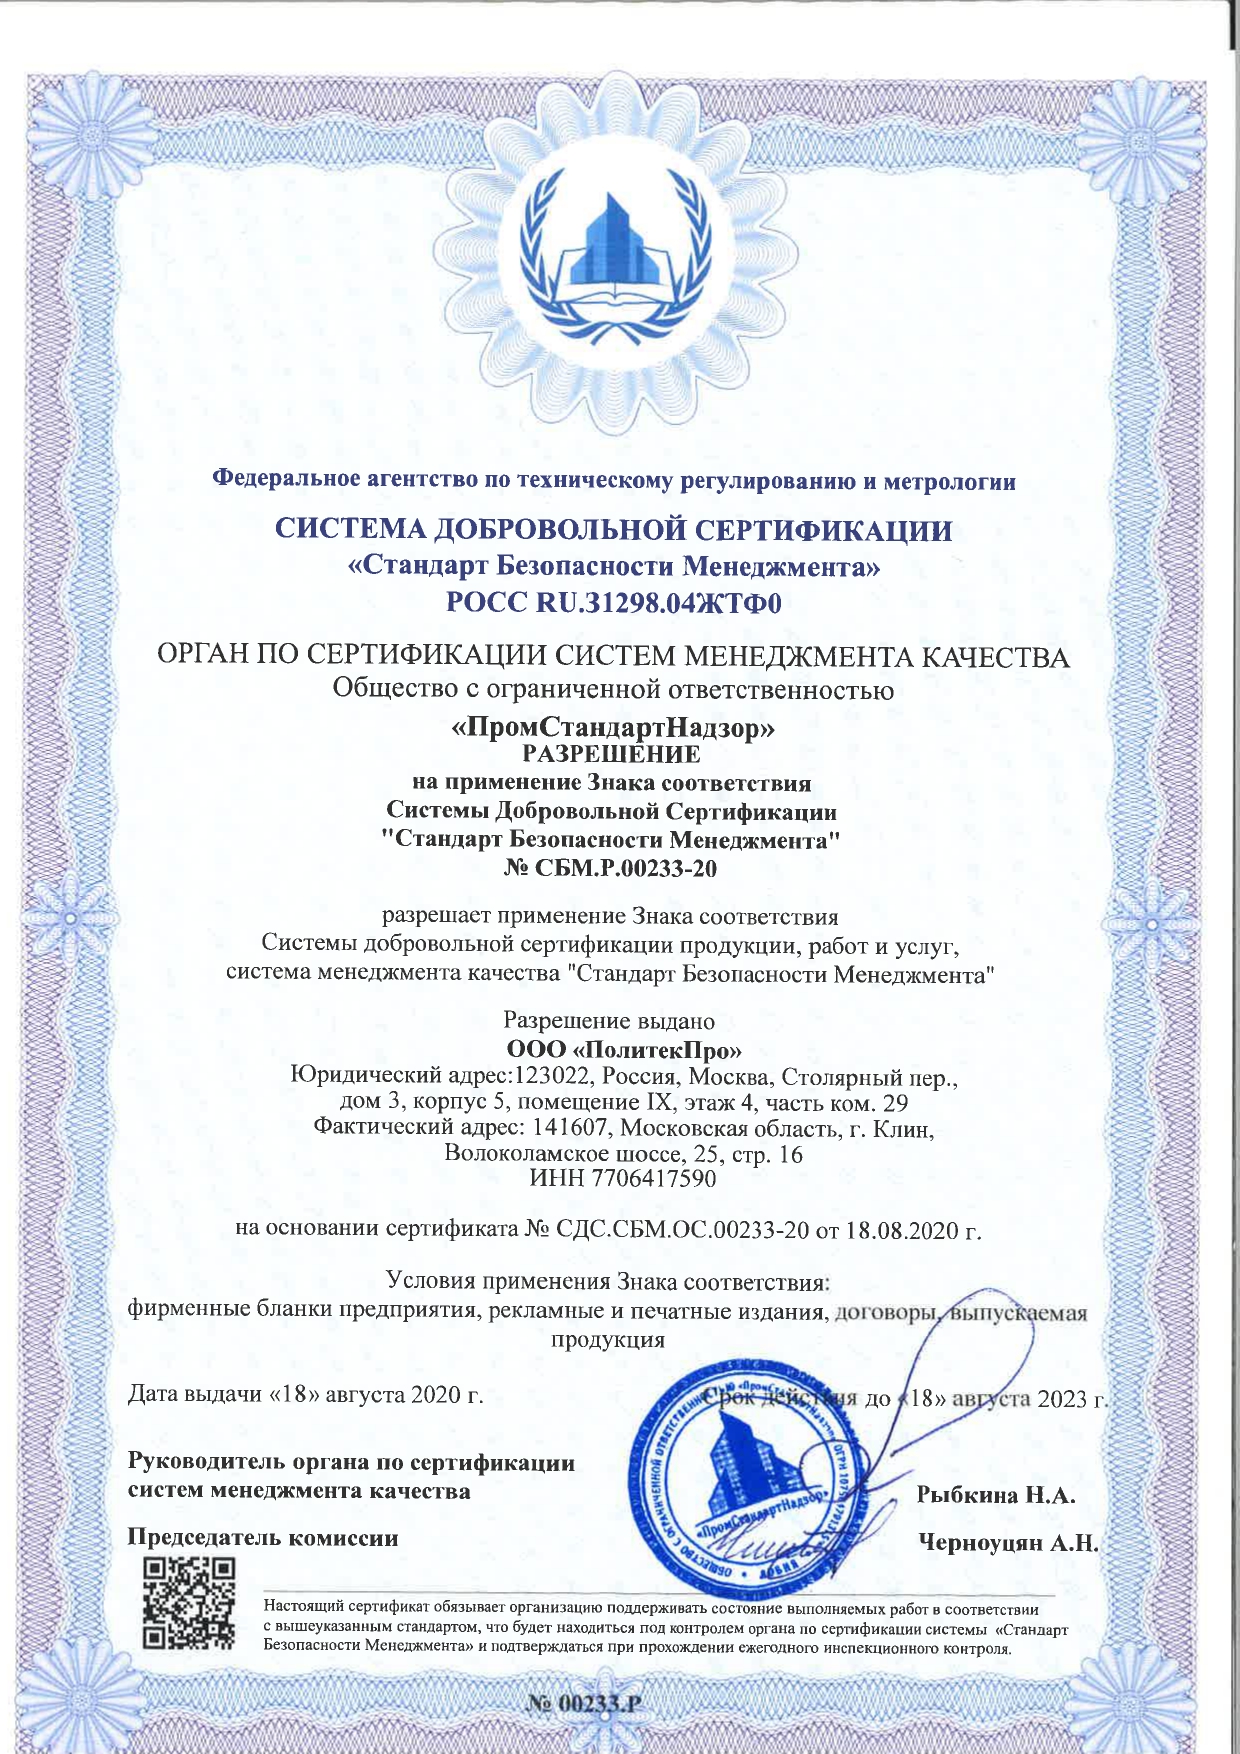 Федеральное агентство по техническому регулированию и метрологии
СИСТЕМА ДОБРОВОЛЬНОЙ СЕРТИФИКАЦИИ
«Стандарт Безопасности Менеджмента»
РОСС RU.31298.04ЖТФ0
ОРГАН ПО СЕРТИФИКАЦИИ СИСТЕМ МЕНЕДЖМЕНТА КАЧЕСТВА
Общество с ограниченной ответственностью
«ПромСтандартНадзор»
РАЗРЕШЕНИЕ
на применение Знака соответствия
Системы Добровольной Сертификации
"Стандарт Безопасности Менеджмента"
№ СБМ.Р.00233-20
разрешает применение Знака соответствия
Системы добровольной сертификации продукции, работ и услуг,
система менеджмента качества "Стандарт Безопасности Менеджмента"
Разрешение выдано
ООО «ПолитекПро»
Юридический адрес:123022, Россия, Москва, Столярный пер.,
дом 3, корпус 5, помещение IX, этаж 4, часть ком. 29
Фактический адрес: 141607, Московская область, г. Клин,
Волоколамское шоссе, 25, стр. 16
ИНН 7706417590
на основании сертификата № СДС.СБМ.ОС.00233-20 от 18.08.2020 г.
Условия применения Знака соответствия:
фирменные бланки предприятия, рекламные и печатные издания, договоры, выпускаемая
продукция
Дата выдачи «18» августа 2020 г. Срок действия до «18» августа 2023 г.
Руководитель органа по сертификации
систем менеджмента качества Рыбкина Н.А.
Председатель комиссии Черноуцян А.Н.
ОБЩЕСТВО С ОГРАНИЧЕННОЙ ОТВЕТСТВЕННОСТЬЮ
«ПромСтандартНадзор»
Настоящий сертификат обязывает организацию поддерживать состояние выполняемых работ в соответствии
с вышеуказанным стандартом, что будет находиться под контролем органа по сертификации системы «Стандарт
Безопасности Менеджмента» и подтверждаться при прохождении ежегодного инспекционного контроля.
№ 00233.Р